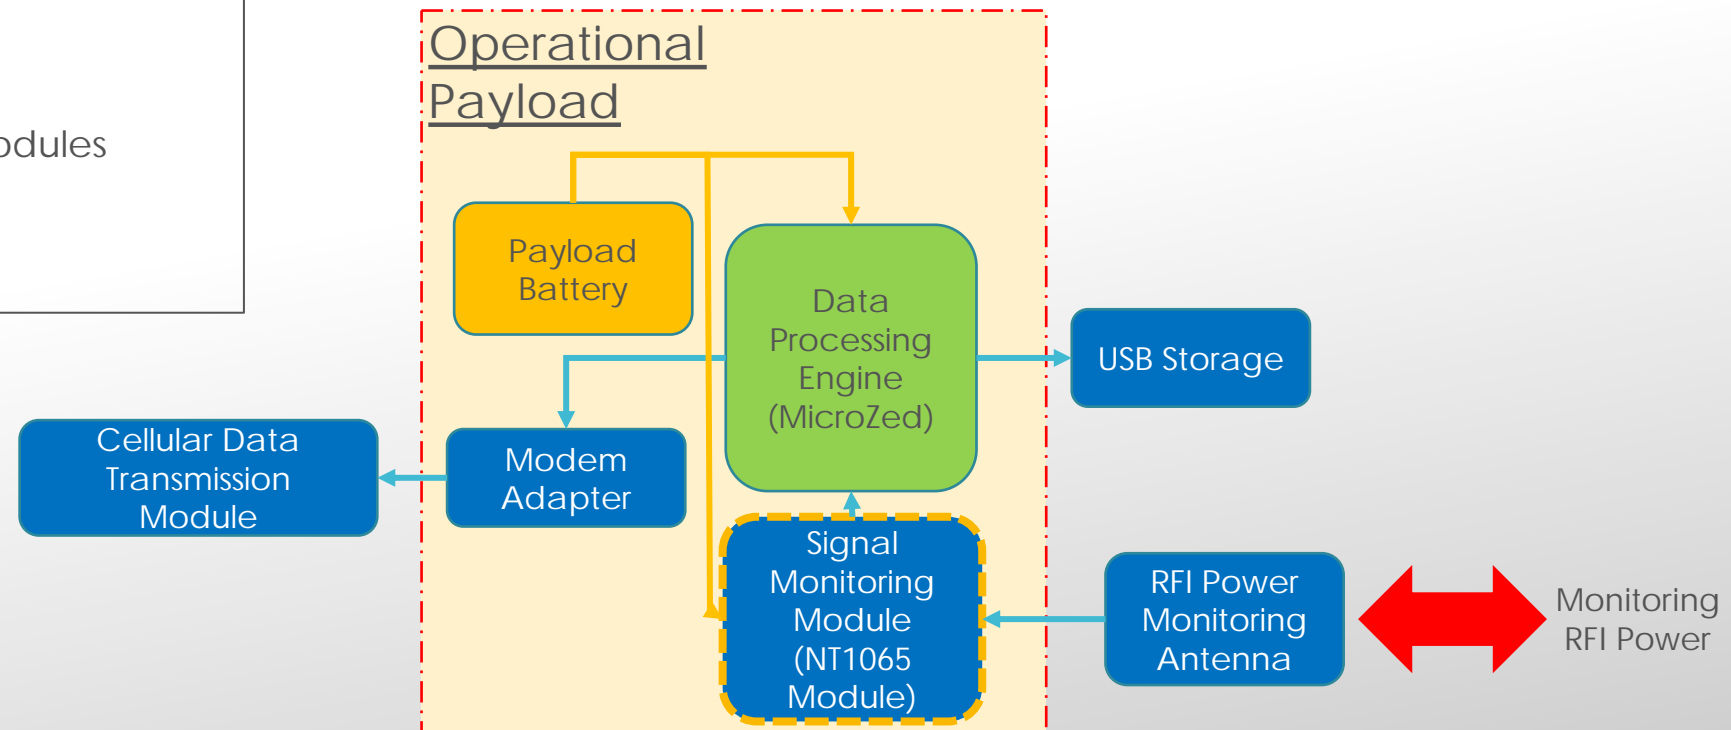 Operational
Payload
Payload
Battery
Data
Processing
Engine
(MicroZed)
USB Storage
Cellular Data
Transmission
Module
Modem
Adapter
Signal
Monitoring
Module
(NT1065
Module)
RFI Power
Monitoring
Antenna
Monitoring
RFI Power